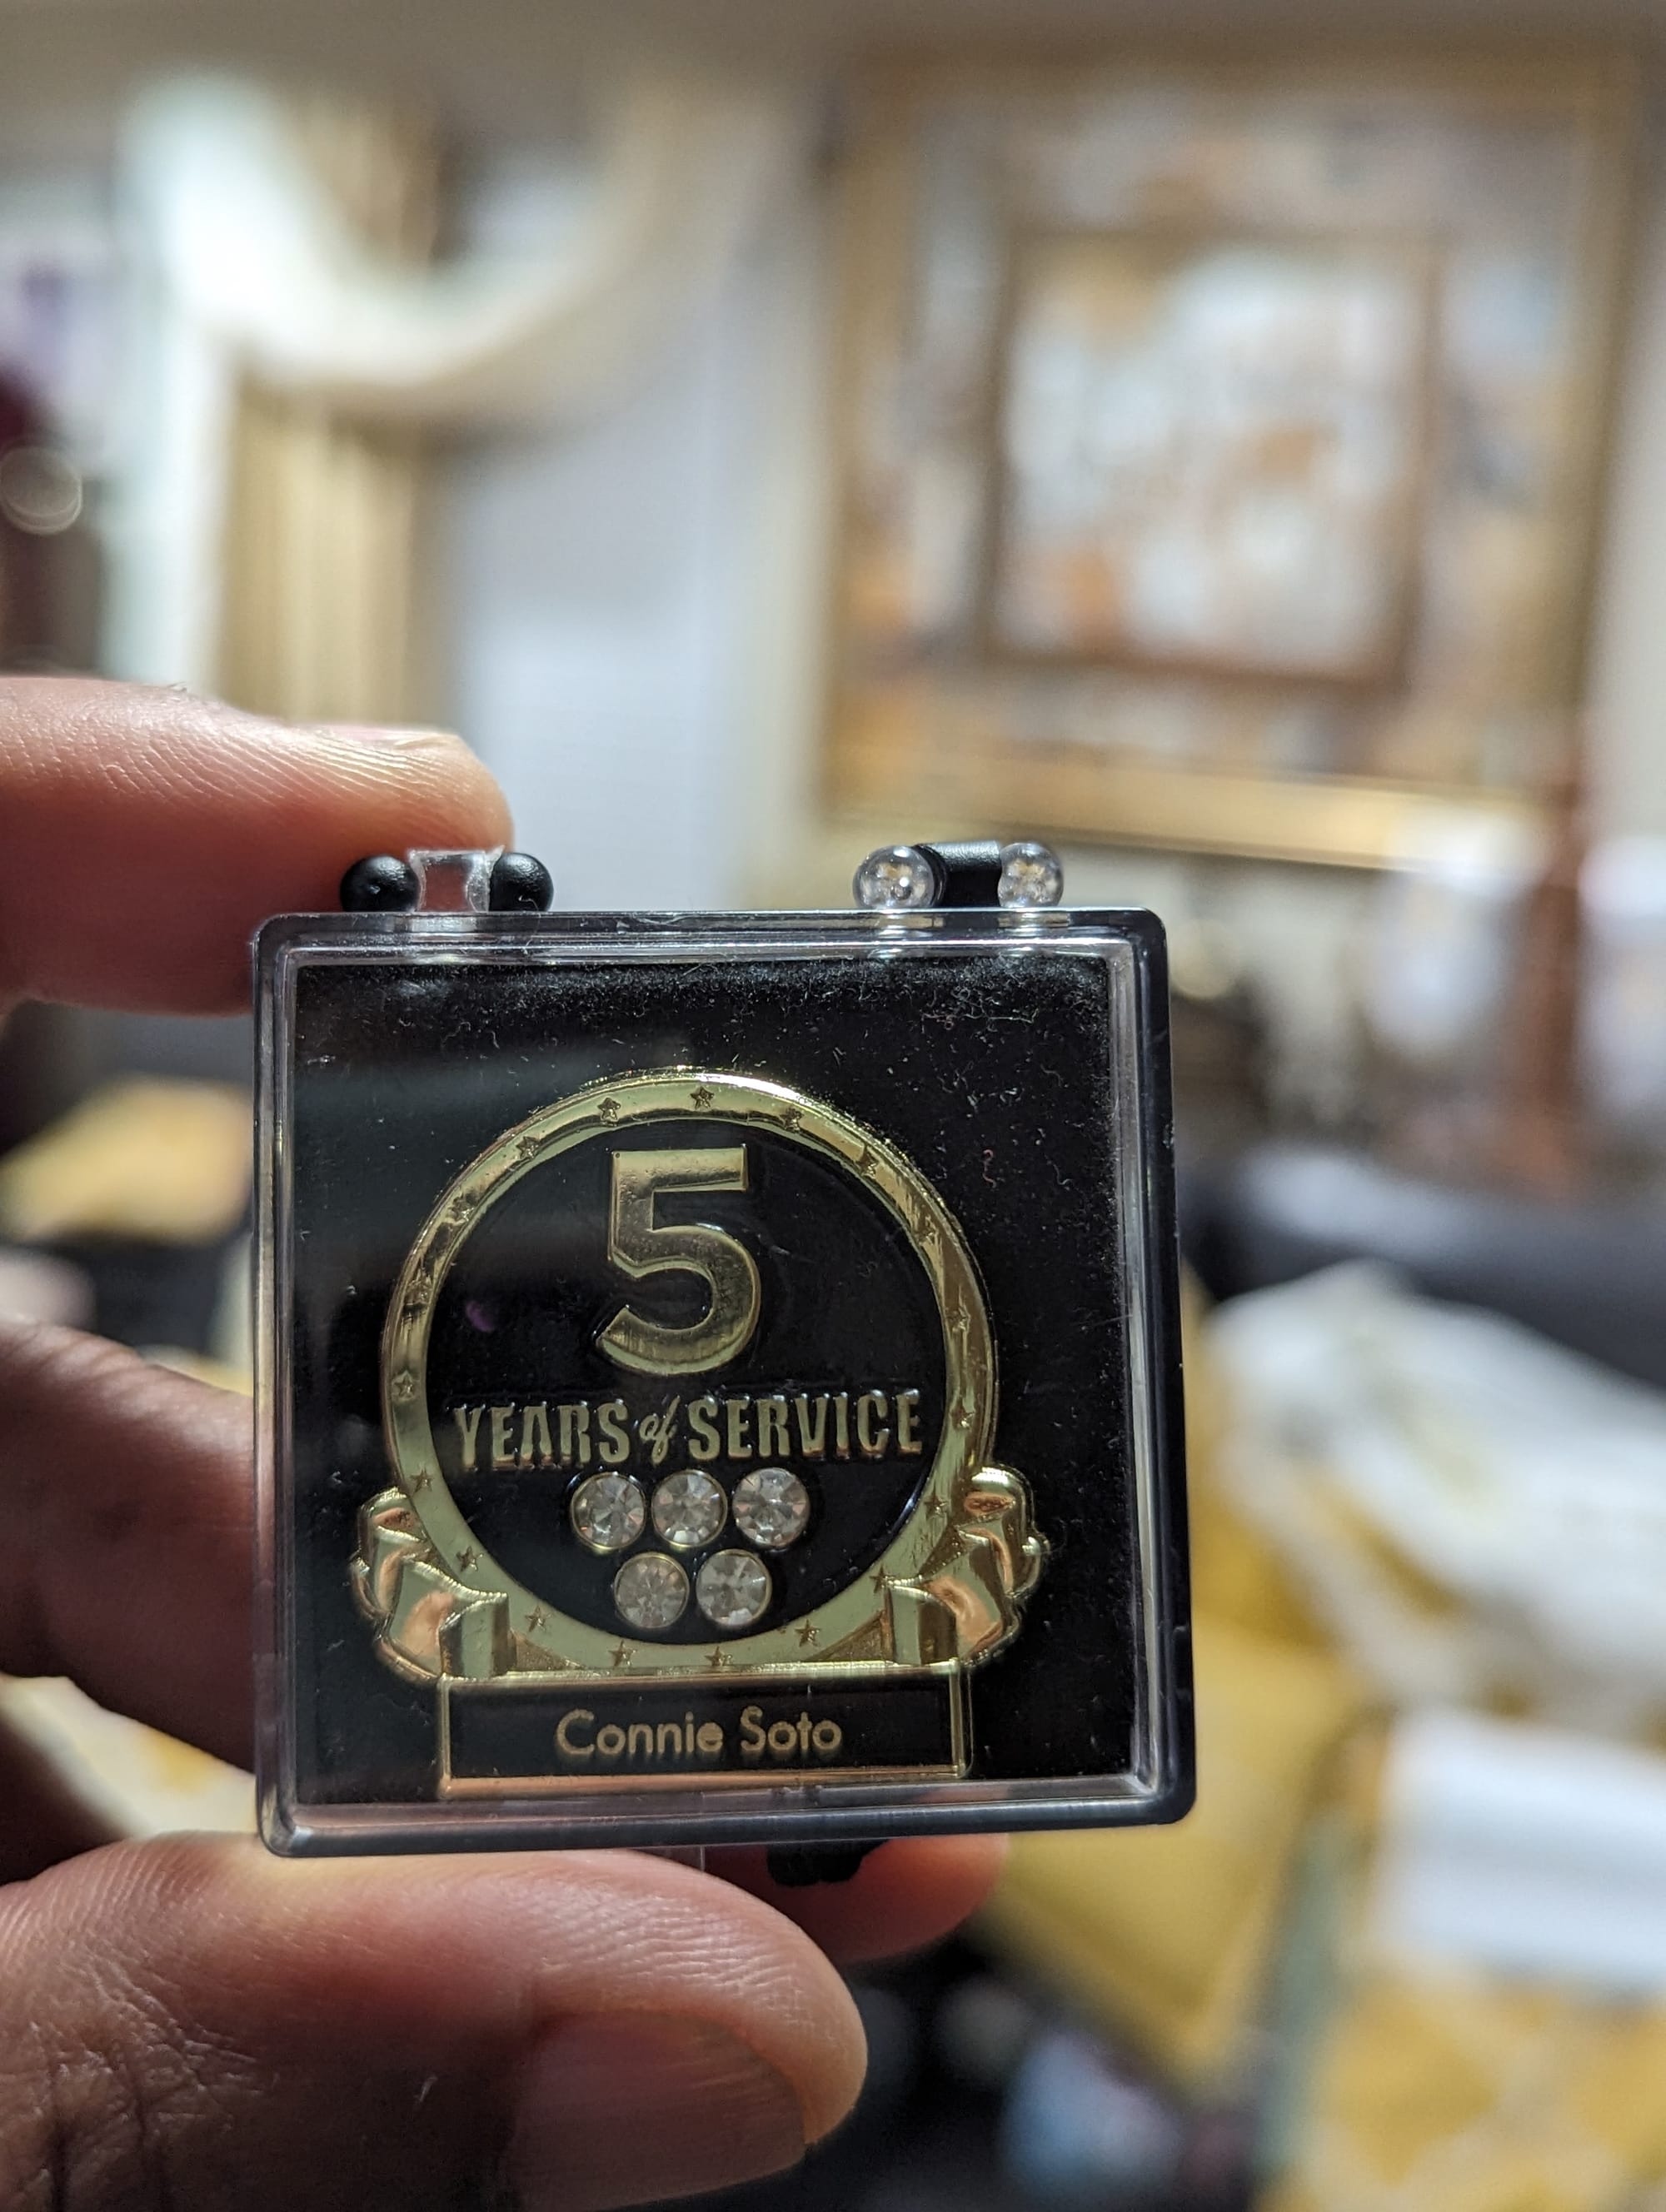 5
YEARS of SERVICE
Connie Soto